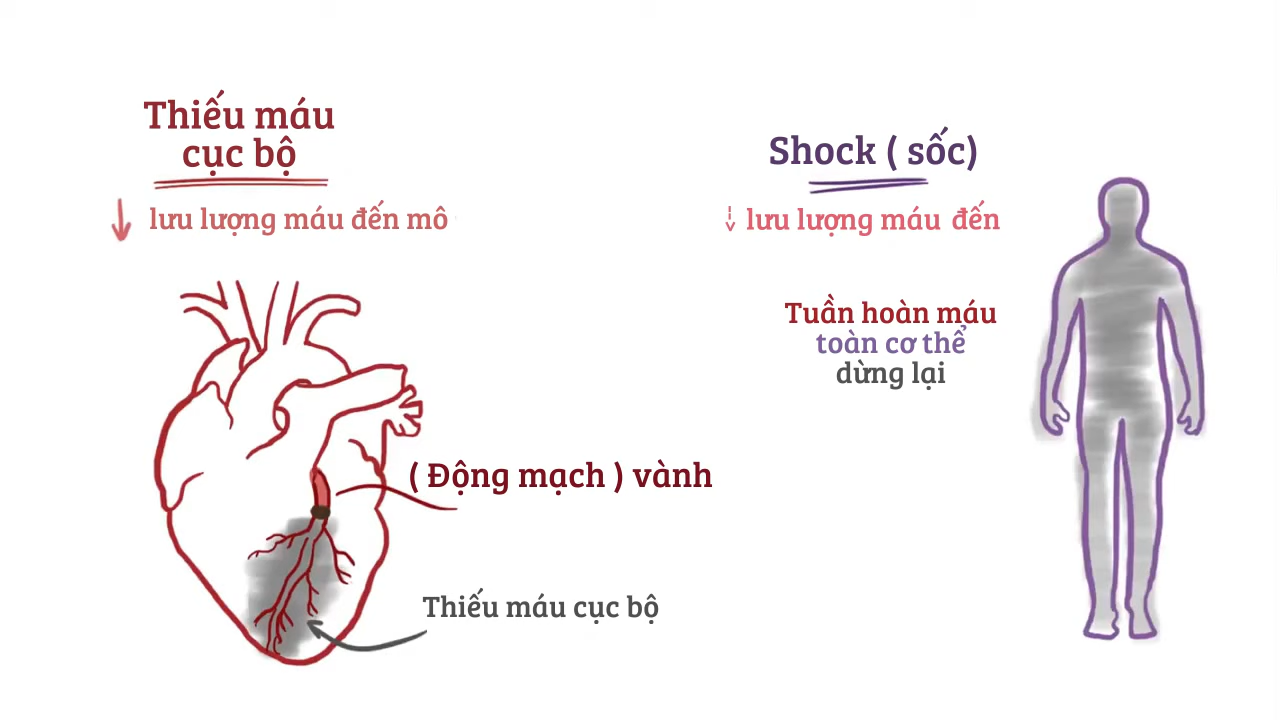 Thiếu máu
cục bộ
↓ lưu lượng máu đến mô
( Động mạch ) vành
Thiếu máu cục bộ
Shock ( sốc)
↓ lưu lượng máu đến
Tuần hoàn máu
toàn cơ thể
dừng lại